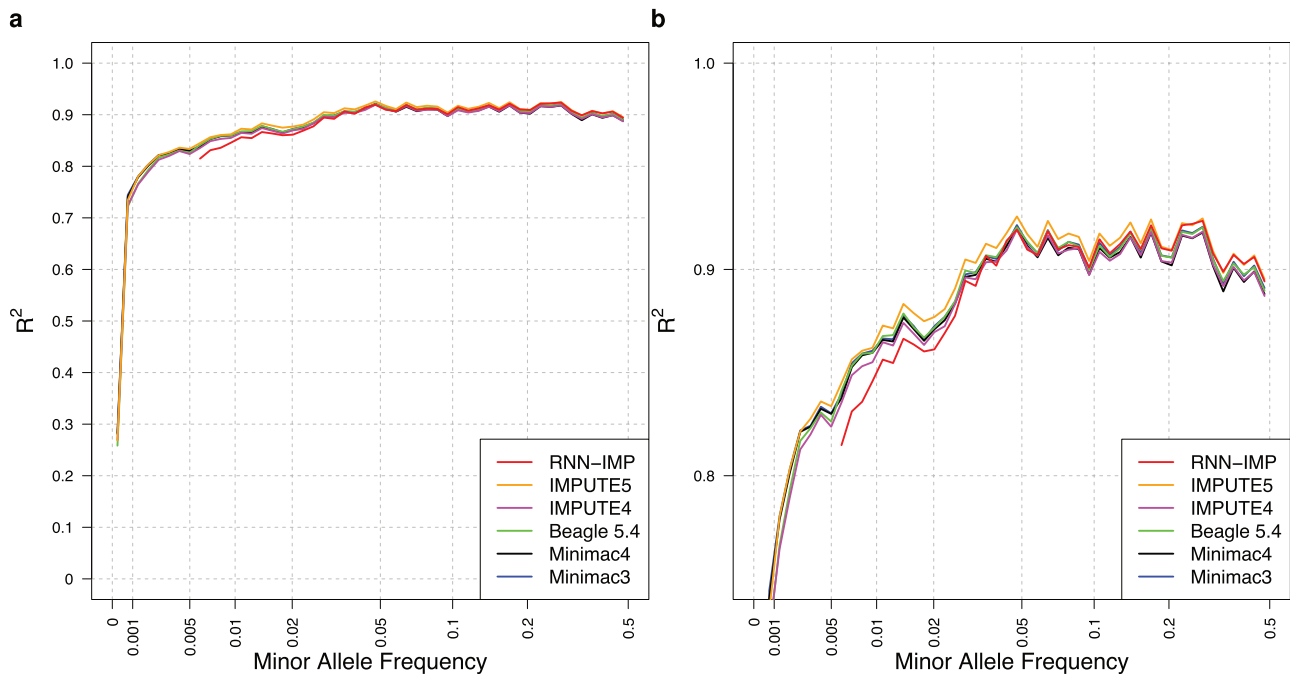 a
1.0
0.9
0.8
0.7
0.6
0.5
0.4
0.3
0.2
0.1
0
R2
RNN−IMP
IMPUTE5
IMPUTE4
Beagle 5.4
Minimac4
Minimac3
0
0.001
0.005
0.01
0.02
0.05
0.1
0.2
0.5
Minor Allele Frequency
b
1.0
0.9
0.8
R2
RNN−IMP
IMPUTE5
IMPUTE4
Beagle 5.4
Minimac4
Minimac3
0
0.001
0.005
0.01
0.02
0.05
0.1
0.2
0.5
Minor Allele Frequency